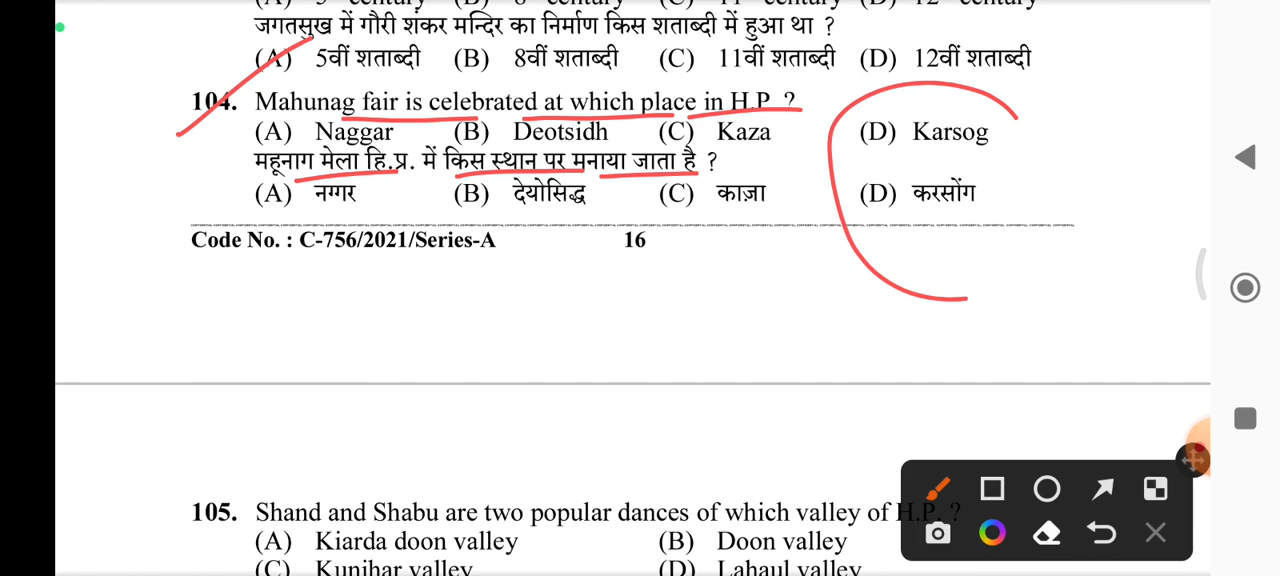 जगतसुख में गौरी शंकर मन्दिर का निर्माण किस शताब्दी में हुआ था ?
(A) 5वीं शताब्दी (B) 8वीं शताब्दी (C) 11वीं शताब्दी (D) 12वीं शताब्दी
104. Mahunag fair is celebrated at which place in H.P. ?
(A) Naggar (B) Deotsidh (C) Kaza (D) Karsog
महूनाग मेला हि.प्र. में किस स्थान पर मनाया जाता है ?
(A) नग्गर (B) देयोसिद्ध (C) काज़ा (D) करसोंग
Code No. : C-756/2021/Series-A 16
105. Shand and Shabu are two popular dances of which valley of H.P. ?
(A) Kiarda doon valley (B) Doon valley
(C) Kunihar valley (D) Lahaul valley